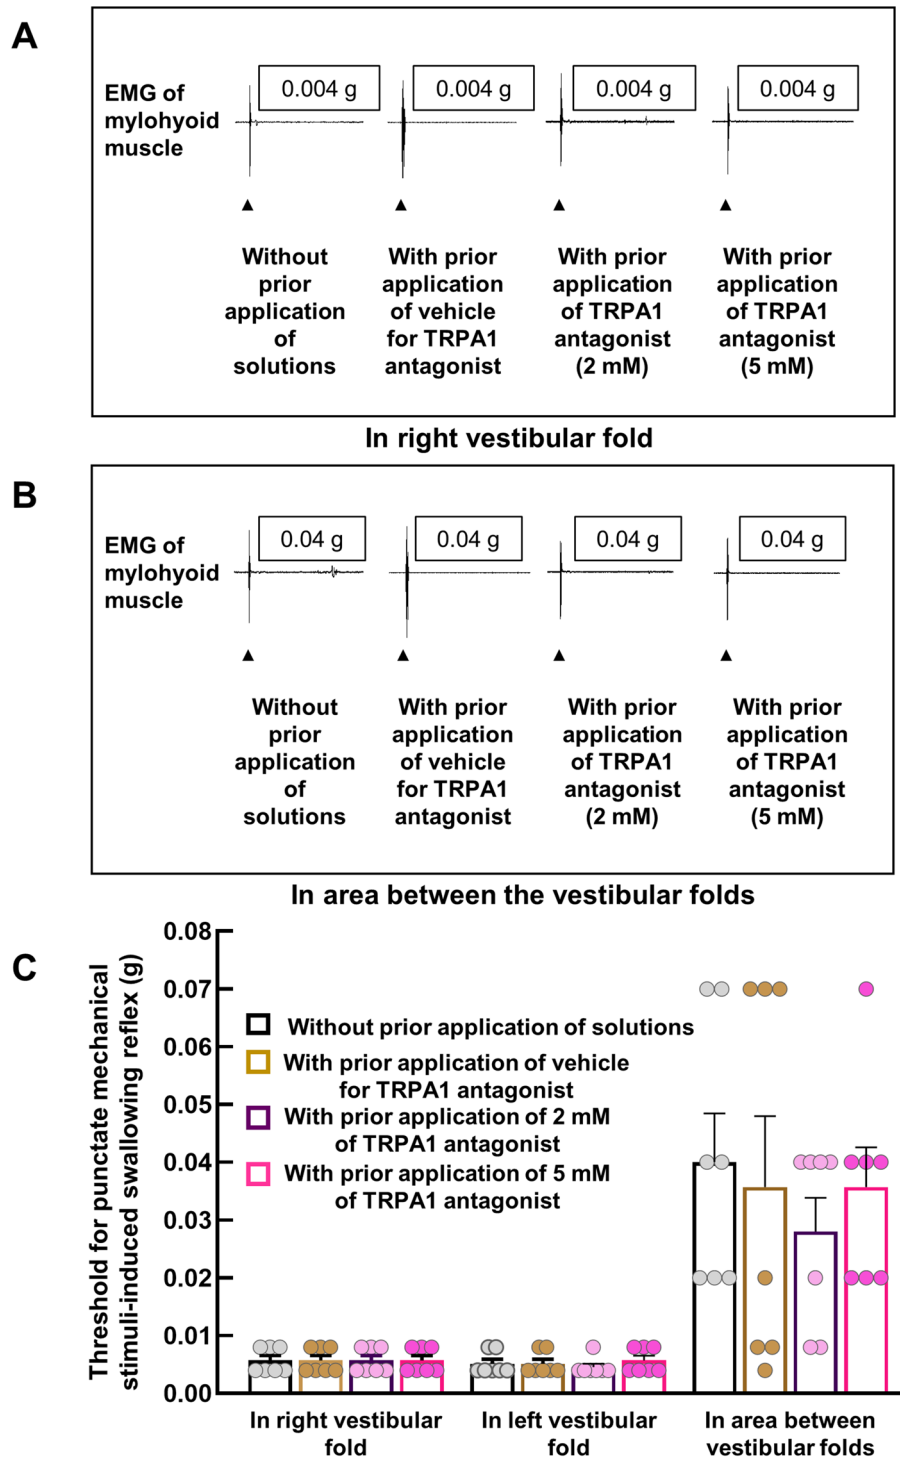 A
EMG of
mylohyoid
muscle
0.004 g
0.004 g
0.004 g
0.004 g
Without
prior
application
of
solutions
With prior
application
of vehicle
for TRPA1
antagonist
With prior
application
of TRPA1
antagonist
(2 mM)
With prior
application
of TRPA1
antagonist
(5 mM)
In right vestibular fold
B
EMG of
mylohyoid
muscle
0.04 g
0.04 g
0.04 g
0.04 g
Without
prior
application
of
solutions
With prior
application
of vehicle
for TRPA1
antagonist
With prior
application
of TRPA1
antagonist
(2 mM)
With prior
application
of TRPA1
antagonist
(5 mM)
In area between the vestibular folds
C
Threshold for punctate mechanical
stimuli-induced swallowing reflex (g)
0.08
0.07
0.06
0.05
0.04
0.03
0.02
0.01
0.00
Without prior application of solutions
With prior application of vehicle
for TRPA1 antagonist
With prior application of 2 mM
of TRPA1 antagonist
With prior application of 5 mM
of TRPA1 antagonist
In right vestibular
fold
In left vestibular
fold
In area between
vestibular folds